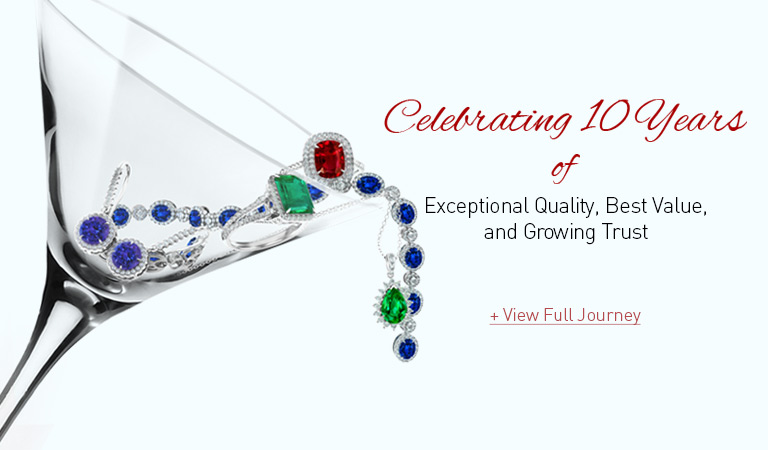 Celebrating 10 Years
of
Exceptional Quality, Best Value,
and Growing Trust
+ View Full Journey